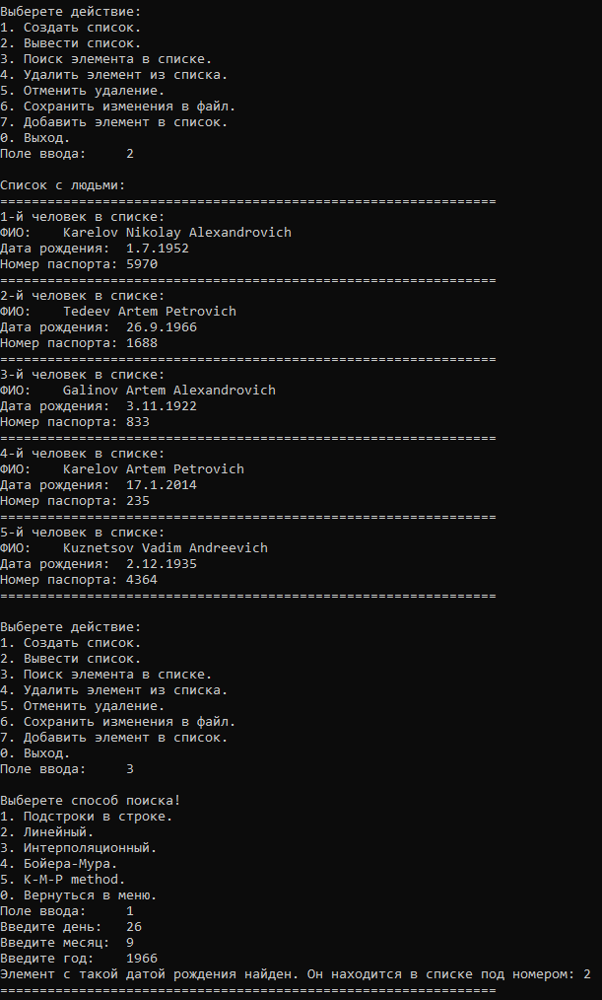 Выберете действие:
1. Создать список.
2. Вывести список.
3. Поиск элемента в списке.
4. Удалить элемент из списка.
5. Отменить удаление.
6. Сохранить изменения в файл.
7. Добавить элемент в список.
0. Выход.
Поле ввода:     2
Список с людьми:
===============================================================
1-й человек в списке:
ФИО:    Karelov Nikolay Alexandrovich
Дата рождения:  1.7.1952
Номер паспорта: 5970
===============================================================
2-й человек в списке:
ФИО:    Tedeev Artem Petrovich
Дата рождения:  26.9.1966
Номер паспорта: 1688
===============================================================
3-й человек в списке:
ФИО:    Galinov Artem Alexandrovich
Дата рождения:  3.11.1922
Номер паспорта: 833
===============================================================
4-й человек в списке:
ФИО:    Karelov Artem Petrovich
Дата рождения:  17.1.2014
Номер паспорта: 235
===============================================================
5-й человек в списке:
ФИО:    Kuznetsov Vadim Andreevich
Дата рождения:  2.12.1935
Номер паспорта: 4364
===============================================================
Выберете действие:
1. Создать список.
2. Вывести список.
3. Поиск элемента в списке.
4. Удалить элемент из списка.
5. Отменить удаление.
6. Сохранить изменения в файл.
7. Добавить элемент в список.
0. Выход.
Поле ввода:     3
Выберете способ поиска!
1. Подстроки в строке.
2. Линейный.
3. Интерполяционный.
4. Бойера-Мура.
5. K-M-P method.
0. Вернуться в меню.
Поле ввода:     1
Введите день:   26
Введите месяц:  9
Введите год:    1966
Элемент с такой датой рождения найден. Он находится в списке под номером: 2
===============================================================